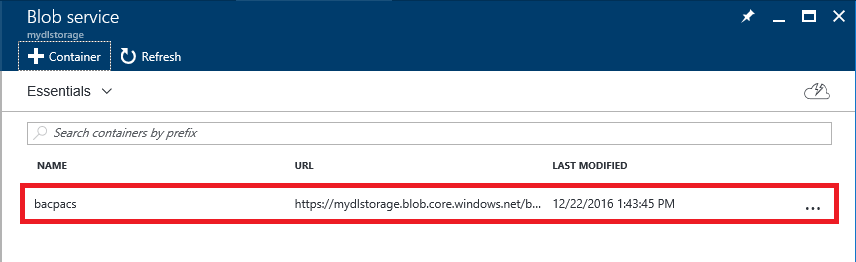 Blob service
mydlstorage
Container Refresh
Essentials
Search containers by prefix
NAME URL LAST MODIFIED
bacpacs https://mydlstorage.blob.core.windows.net/b... 12/22/2016 1:43:45 PM ...